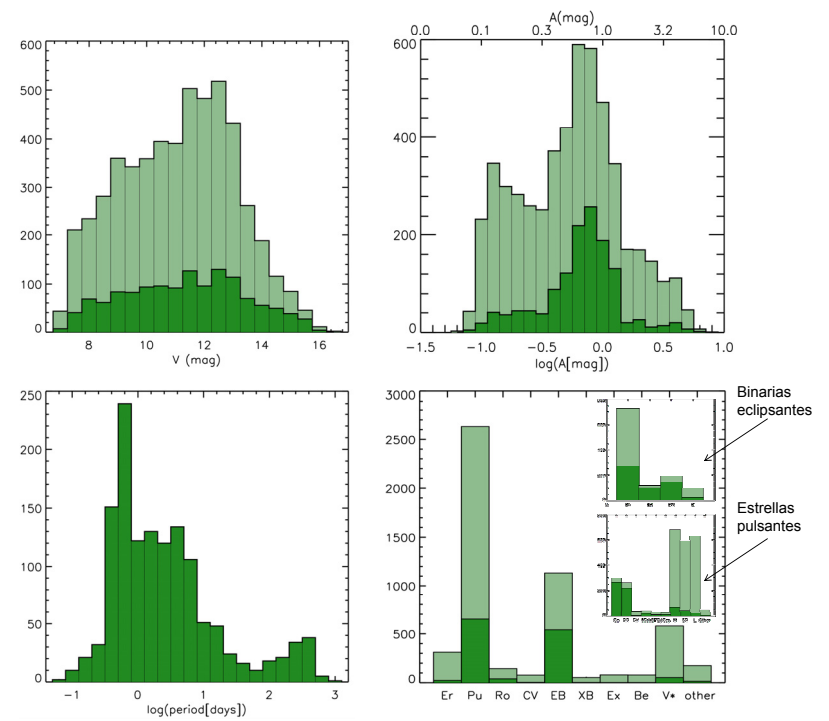 A(mag)
0.0 0.1 0.3 1.0 3.2 10.0
600
500
400
300
200
100
0
8 10 12 14 16
V (mag)
600
400
200
0
−1.5 −1.0 −0.5 0.0 0.5 1.0
log(A[mag])
250
200
150
100
50
0
−1 0 1 2 3
log(period[days])
3000
2500
2000
1500
1000
500
0
Er Pu Ro CV EB XB Ex Be V* other
Binarias
eclipsantes
Estrellas
pulsantes